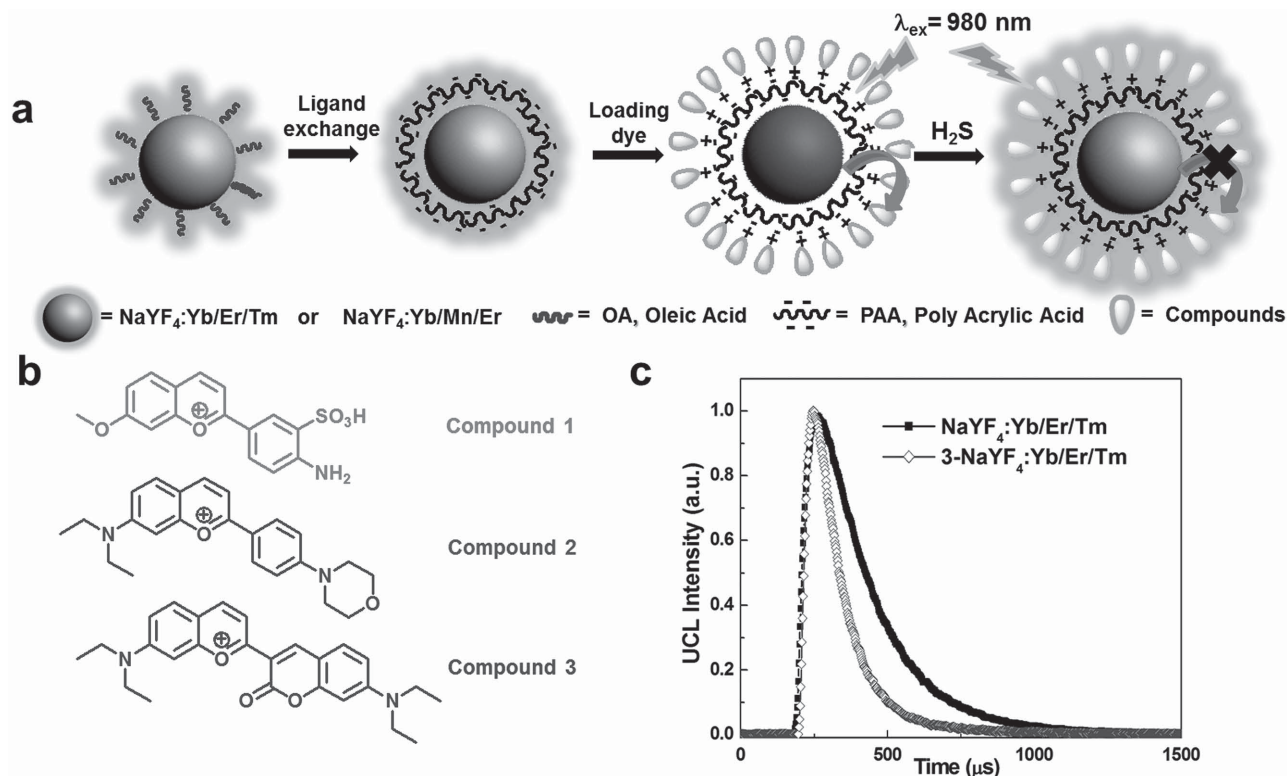 a
Ligand
exchange
Loading
dye
λex= 980 nm
H2S
= NaYF4:Yb/Er/Tm or NaYF4:Yb/Mn/Er = OA, Oleic Acid = PAA, Poly Acrylic Acid = Compounds
b
O
O
SO3H
NH2
Compound 1
N
O
N
O
Compound 2
N
O
O
O
N
Compound 3
c
UCL Intensity (a.u.)
1.0
0.8
0.6
0.4
0.2
0.0
NaYF4:Yb/Er/Tm
3-NaYF4:Yb/Er/Tm
0 500 1000 1500
Time (μs)